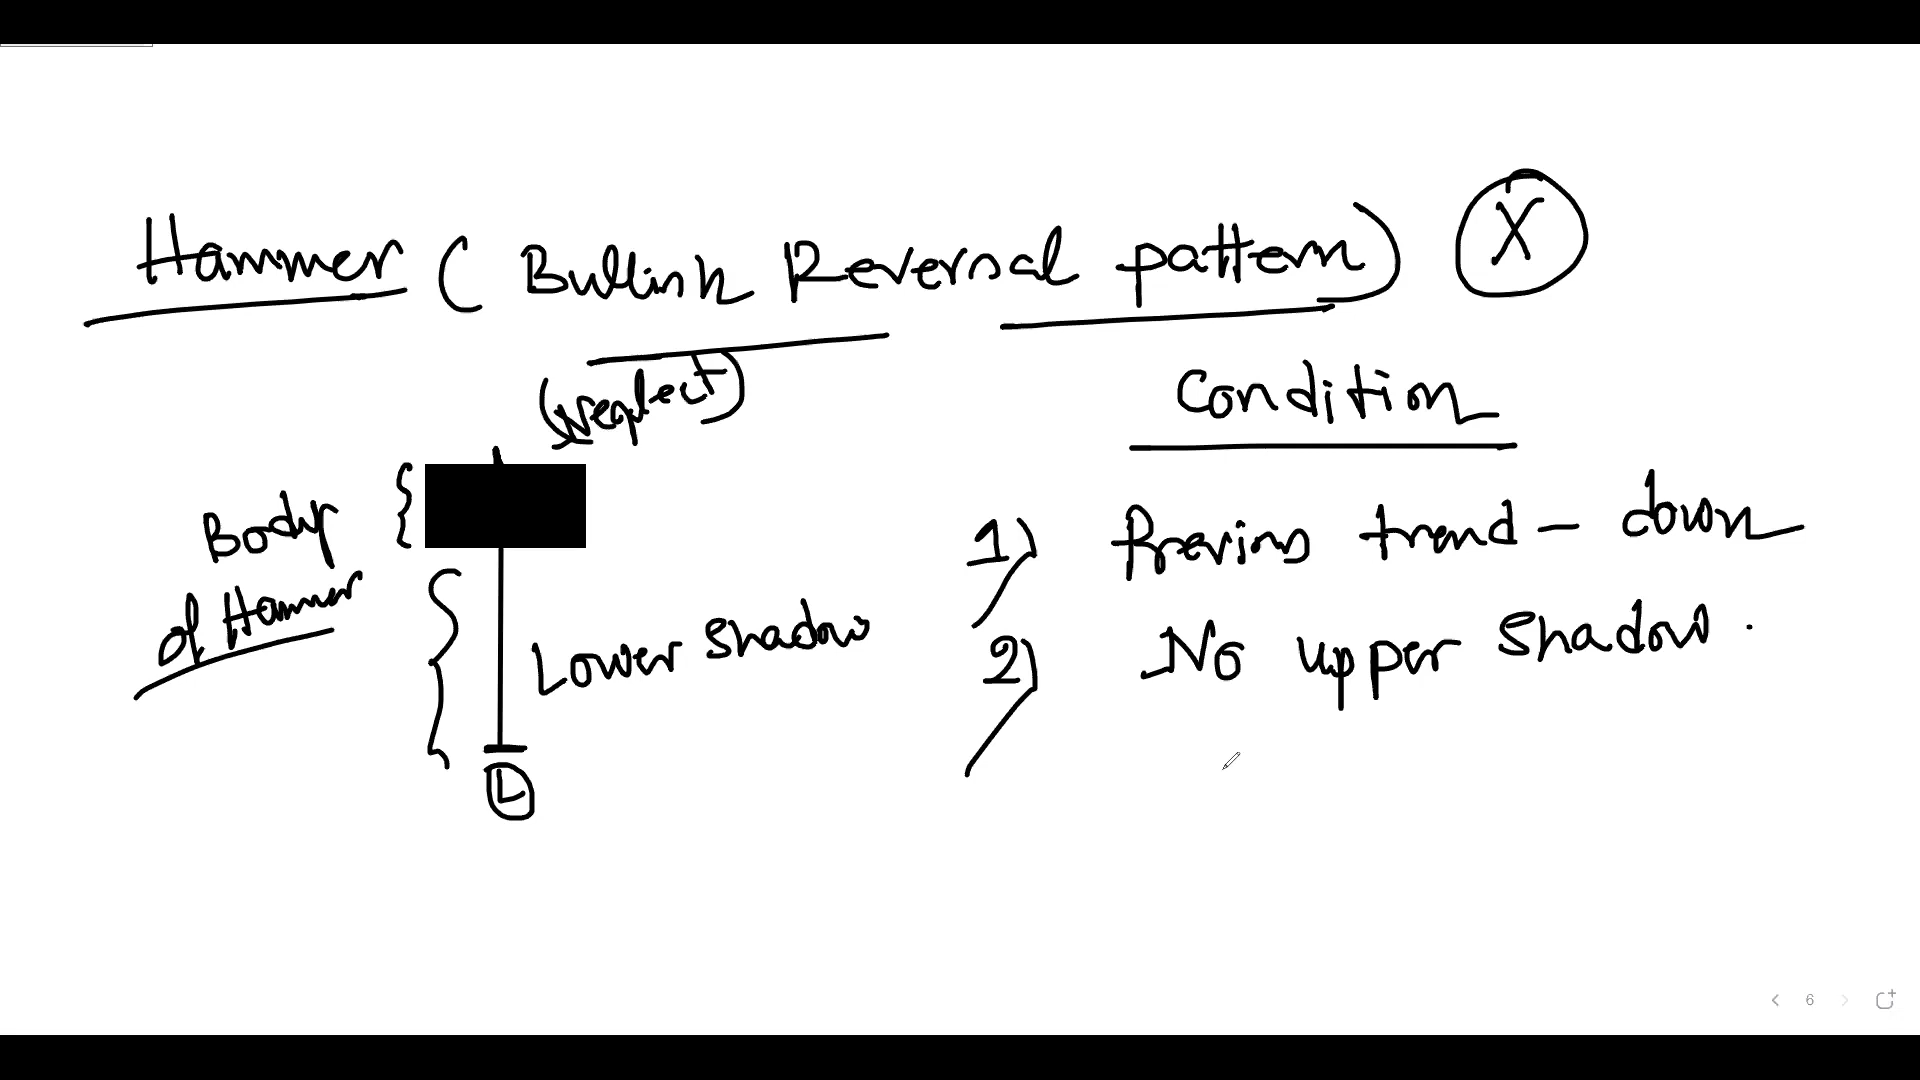 Hammer ( Bullish Reversal pattern) X
(Neglect)
Condition
Body
of Hammer
1) Previous trend - down
Lower shadow
2) No upper shadow.
L
6